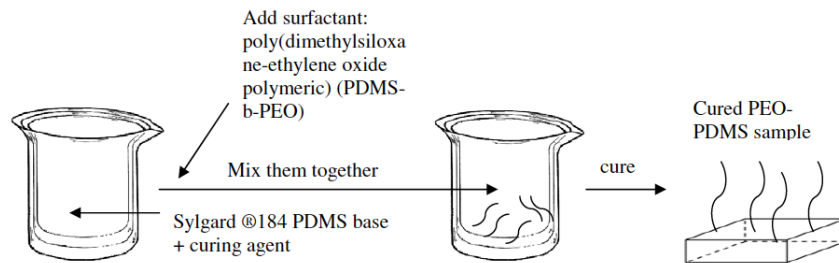 Add surfactant:
poly(dimethylsiloxa
ne-ethylene oxide
polymeric) (PDMS-
b-PEO)
Mix them together
Sylgard ®184 PDMS base
+ curing agent
cure
Cured PEO-
PDMS sample